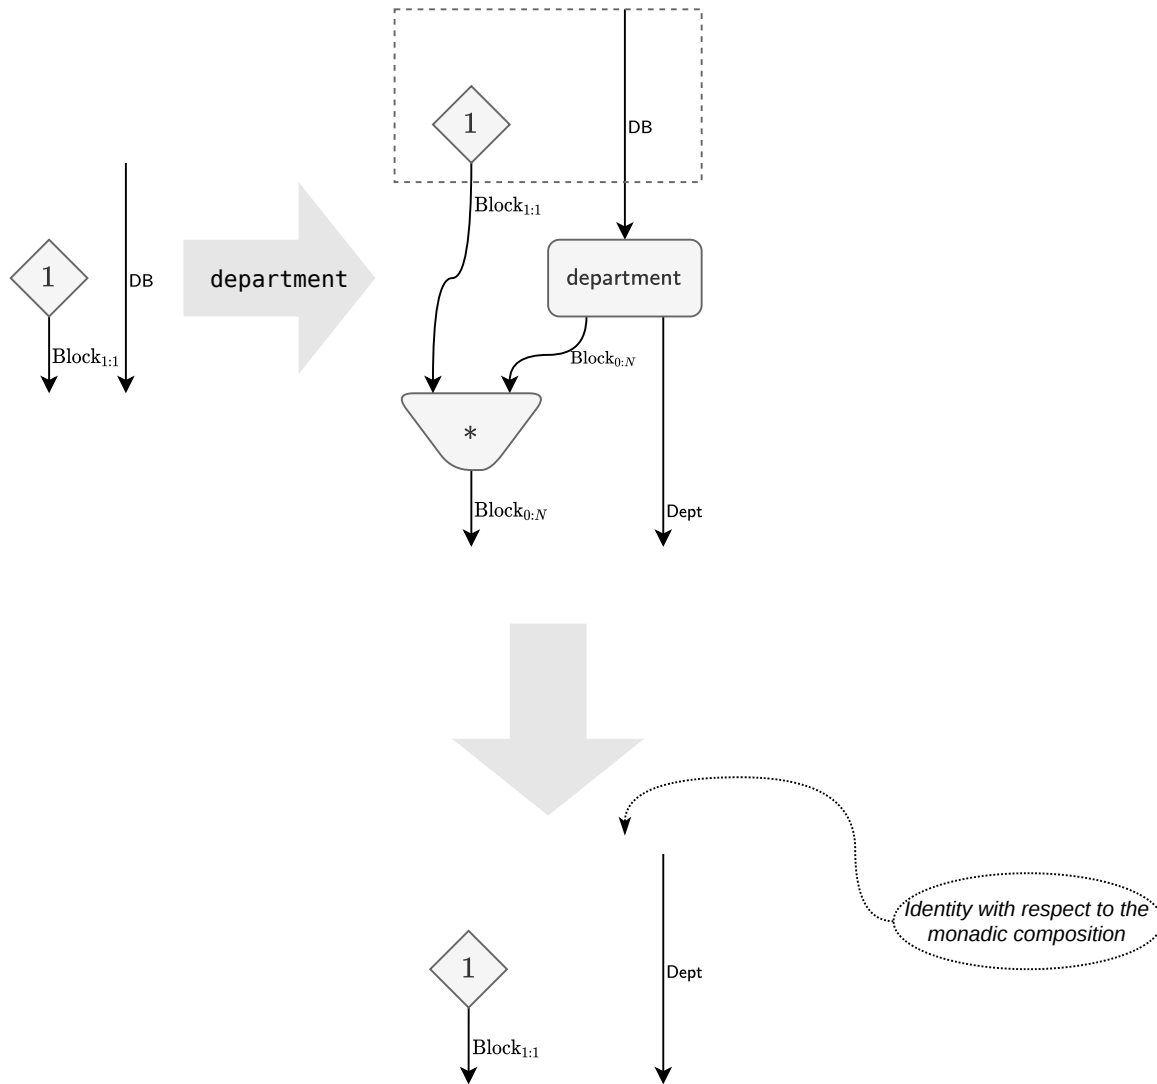 1
DB
Block1:1
department
1
DB
Block1:1
department
Block0:N
*
Block0:N
Dept
Identity with respect to the
monadic composition
1
Dept
Block1:1